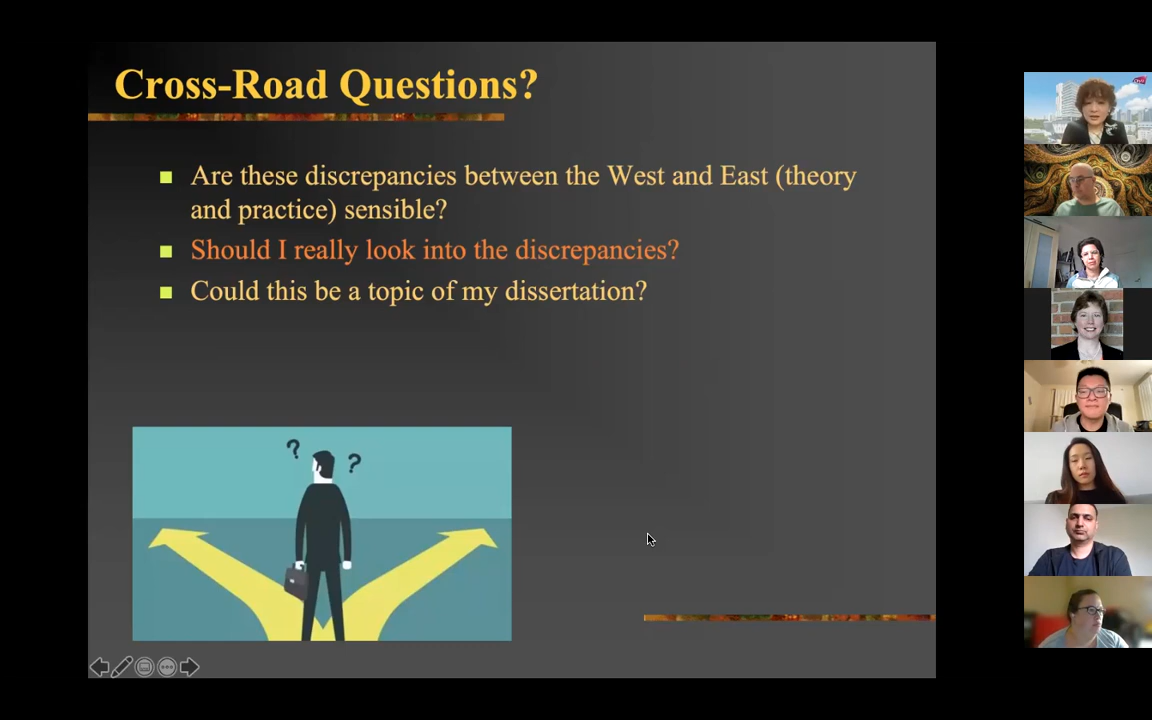 Cross-Road Questions?
Are these discrepancies between the West and East (theory
and practice) sensible?
Should I really look into the discrepancies?
Could this be a topic of my dissertation?
? ?